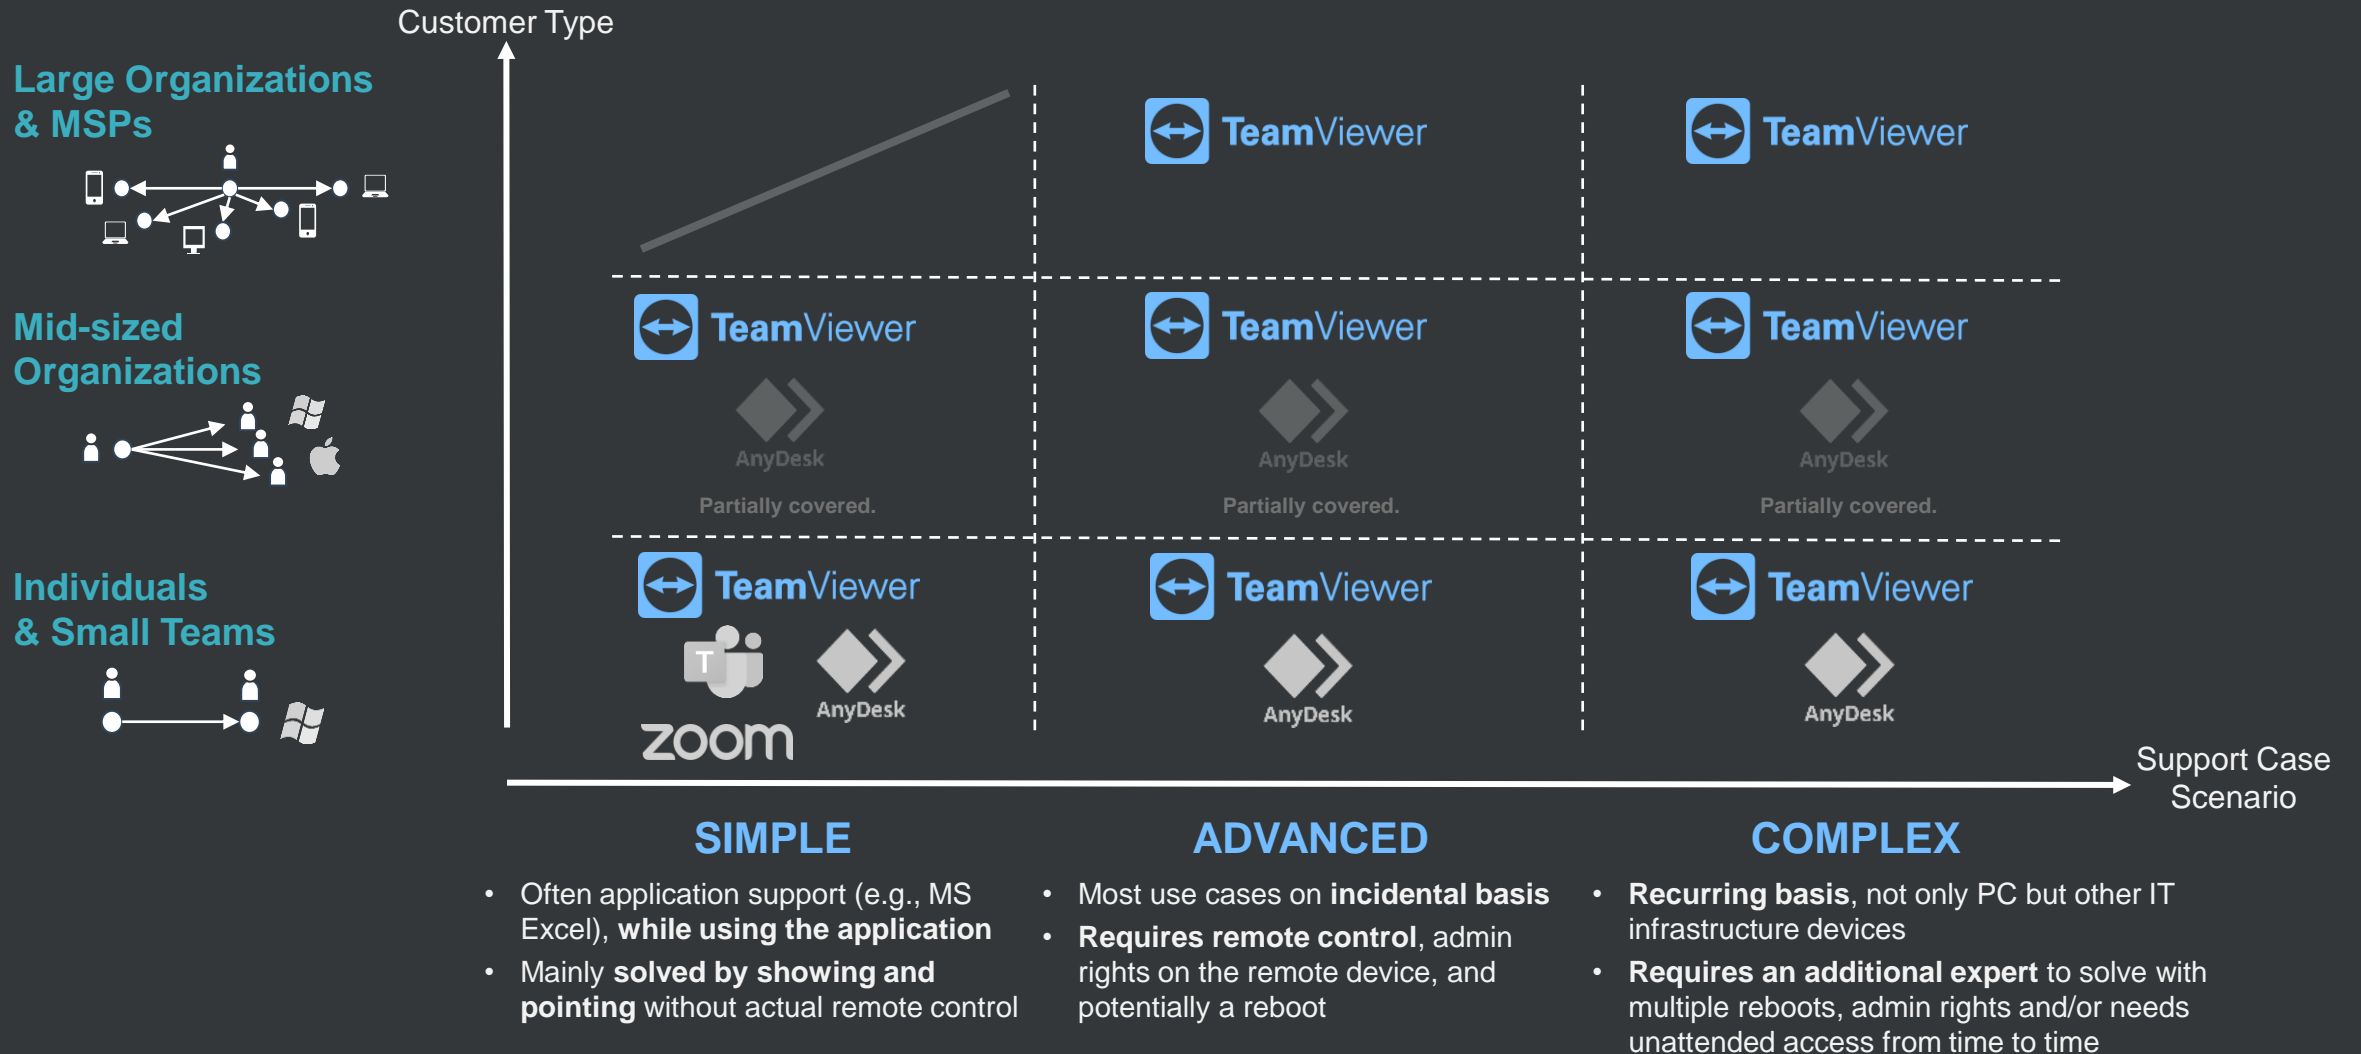 Customer Type
Large Organizations
& MSPs
TeamViewer
TeamViewer
Mid-sized
Organizations
TeamViewer
TeamViewer
TeamViewer
AnyDesk
AnyDesk
AnyDesk
Partially covered.
Partially covered.
Partially covered.
Individuals
& Small Teams
TeamViewer
TeamViewer
TeamViewer
T
AnyDesk
AnyDesk
AnyDesk
zoom
Support Case
Scenario
SIMPLE
• Often application support (e.g., MS
Excel), while using the application
• Mainly solved by showing and
pointing without actual remote control
ADVANCED
• Most use cases on incidental basis
• Requires remote control, admin
rights on the remote device, and
potentially a reboot
COMPLEX
• Recurring basis, not only PC but other IT
infrastructure devices
• Requires an additional expert to solve with
multiple reboots, admin rights and/or needs
unattended access from time to time